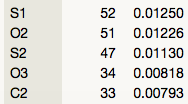 S1 52 0.01250
O2 51 0.01226
S2 47 0.01130
O3 34 0.00818
C2 33 0.00793